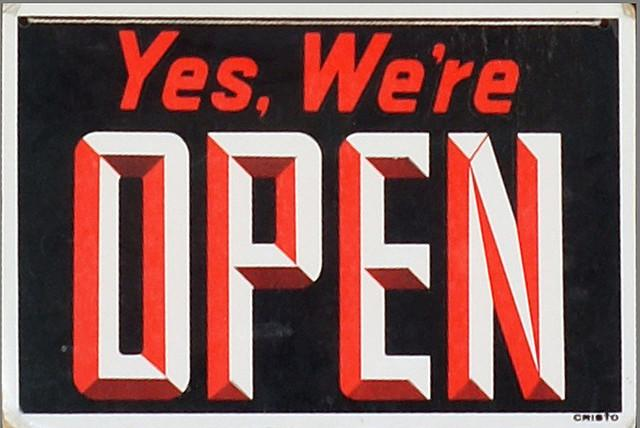 Yes, We're
OPEN
CRISTO